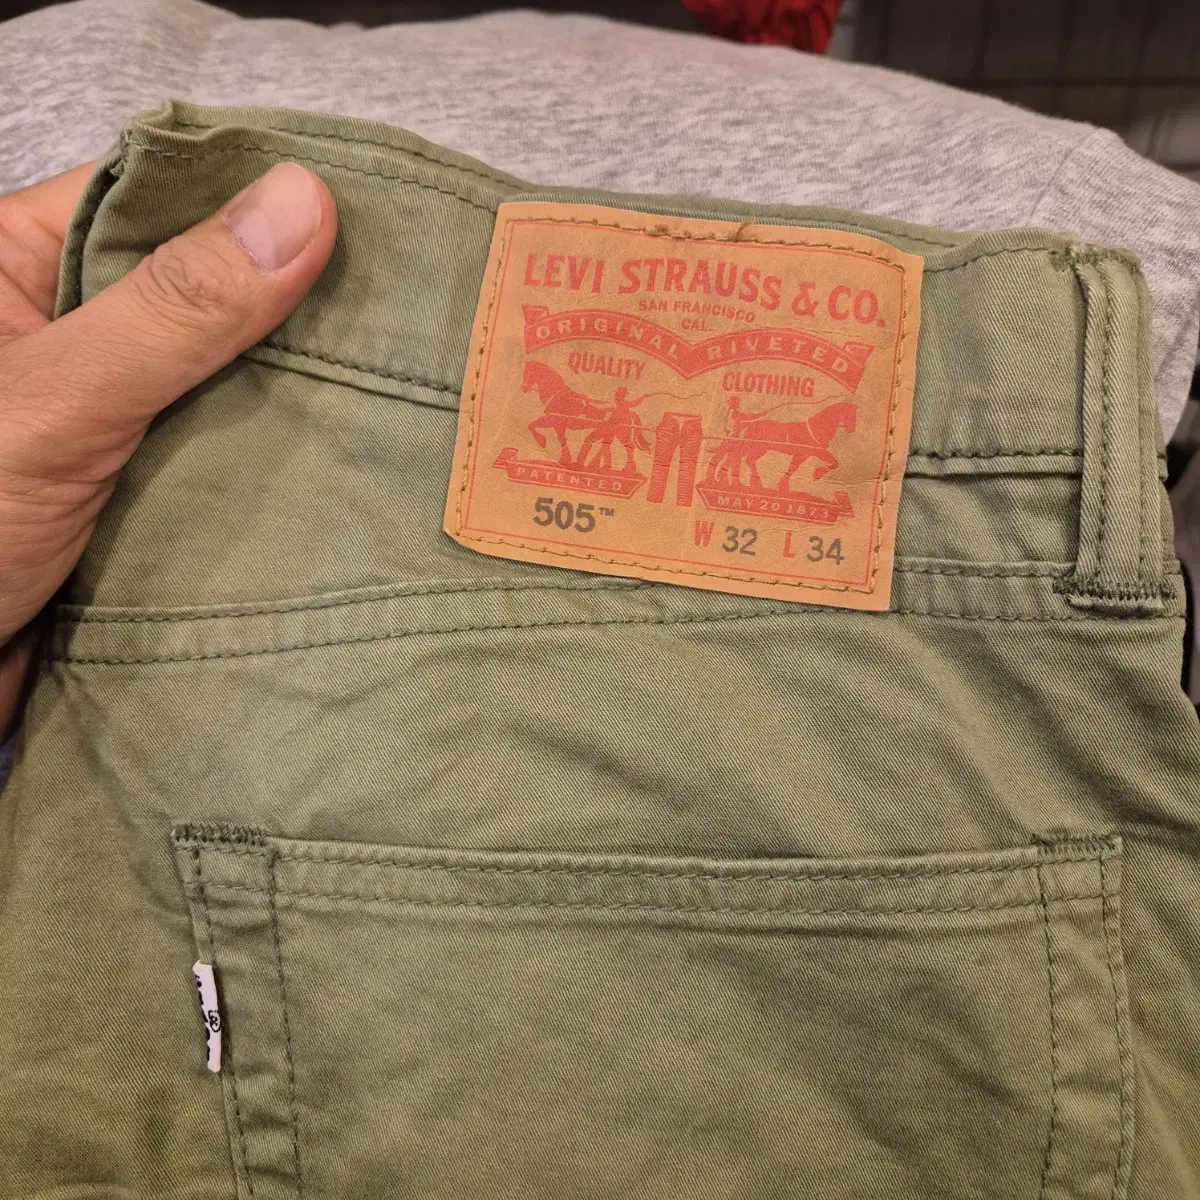 LEVI STRAUSS & CO.
SAN FRANCISCO
CAL.
ORIGINAL RIVETED
QUALITY CLOTHING
PATENTED MAY 20 1873
505™ W 32 L 34
®